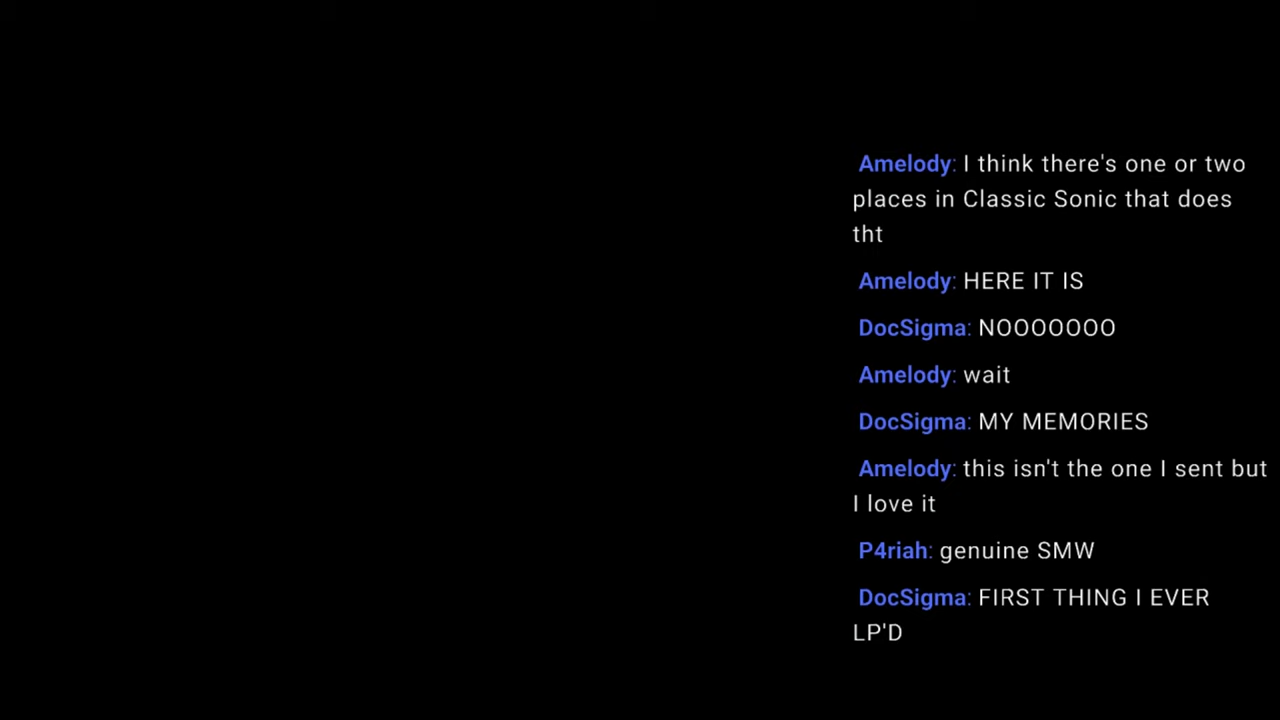 Amelody: I think there's one or two
places in Classic Sonic that does
tht
Amelody: HERE IT IS
DocSigma: NOOOOOOO
Amelody: wait
DocSigma: MY MEMORIES
Amelody: this isn't the one I sent but
I love it
P4riah: genuine SMW
DocSigma: FIRST THING I EVER
LP'D